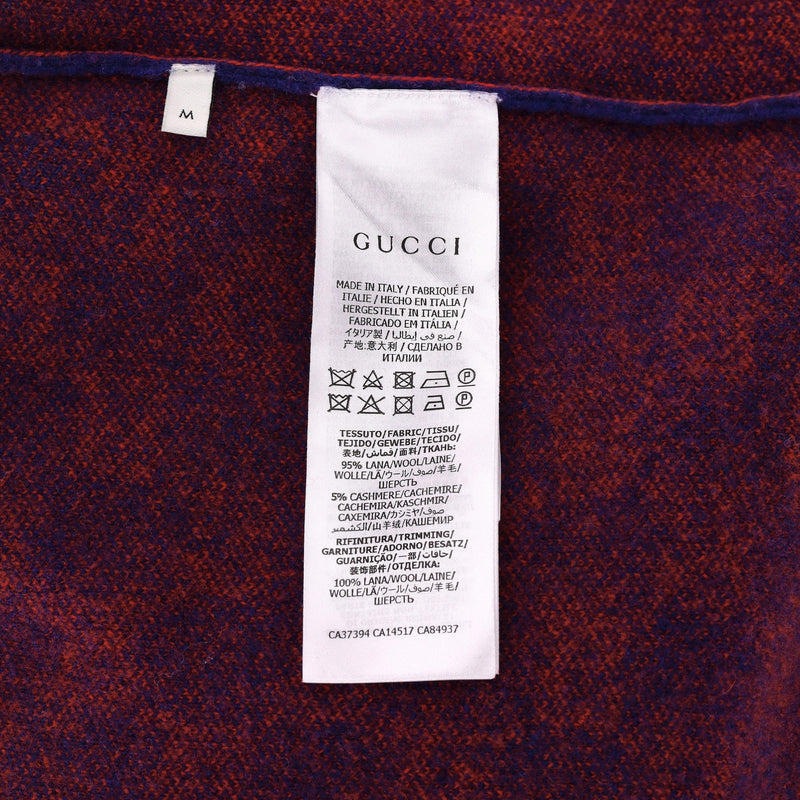 M
GUCCI
MADE IN ITALY / FABRIQUÉ EN
ITALIE / HECHO EN ITALIA /
HERGESTELLT IN ITALIEN /
FABRICADO EM ITÁLIA /
イタリア製 / صنع في إيطاليا /
产地:意大利 / СДЕЛАНО В
ИТАЛИИ
P
P
TESSUTO/FABRIC/TISSU/
TEJIDO/GEWEBE/TECIDO/
表地/قماش/面料/ТКАНЬ:
95% LANA/WOOL/LAINE/
WOLLE/LÃ/ウール/صوف/羊毛/
ШЕРСТЬ
5% CASHMERE/CACHEMIRE/
CACHEMIRA/KASCHMIR/
CAXEMIRA/カシミヤ/صوف
الكشمير/山羊绒/КАШЕМИР
RIFINITURA/TRIMMING/
GARNITURE/ADORNO/BESATZ/
GUARNIÇÃO/一部/حافات/
装饰部件/ОТДЕЛКА:
100% LANA/WOOL/LAINE/
WOLLE/LÃ/ウール/صوف/羊毛/
ШЕРСТЬ
CA37394 CA14517 CA84937